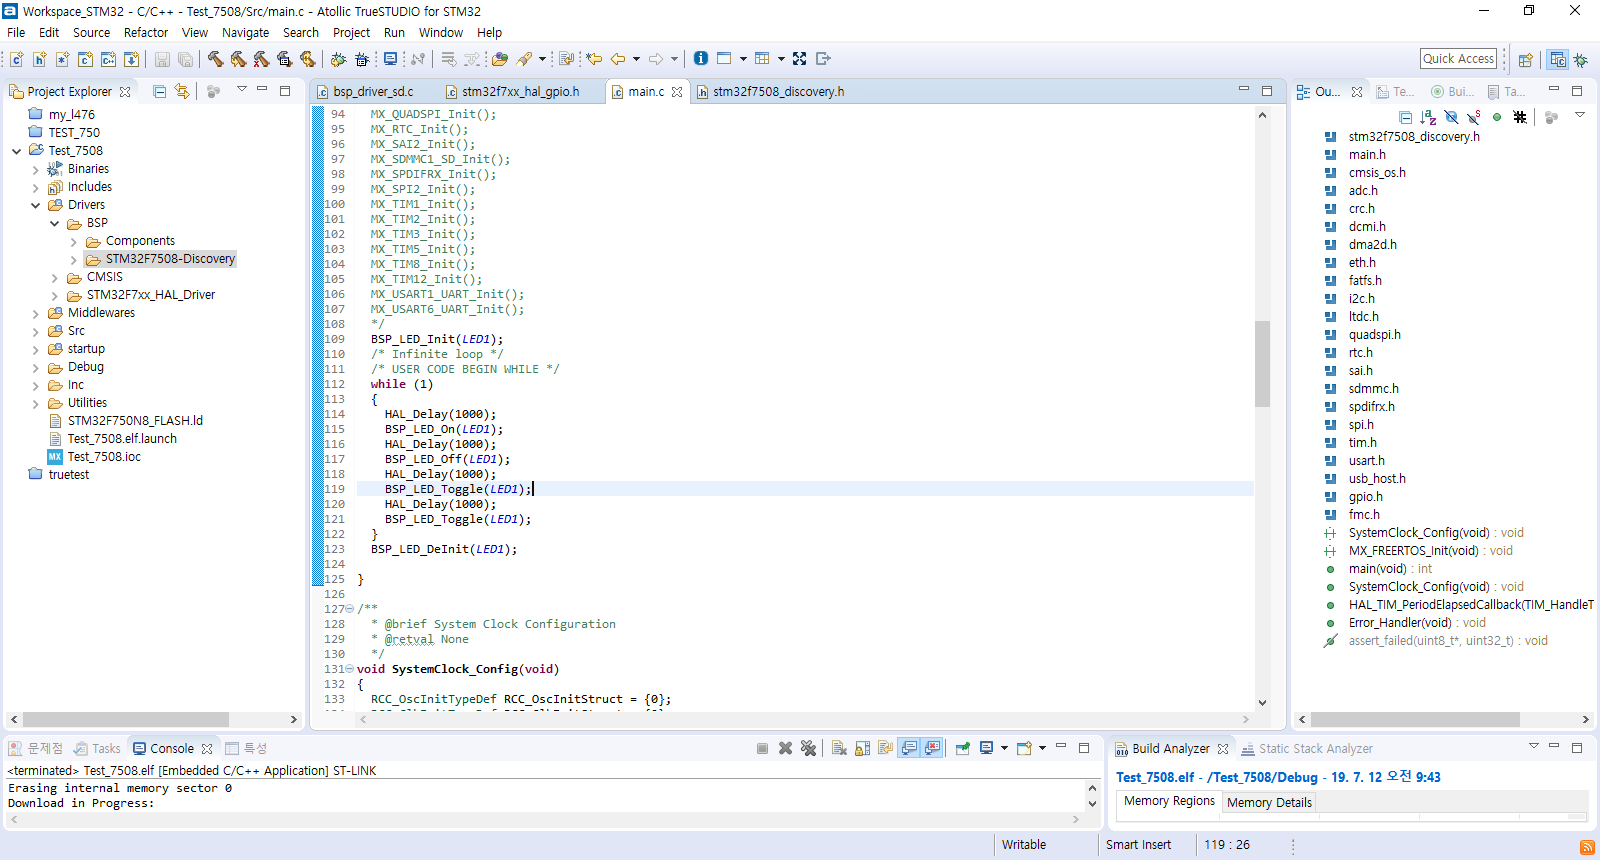 Workspace_STM32 - C/C++ - Test_7508/Src/main.c - Atollic TrueSTUDIO for STM32
File Edit Source Refactor View Navigate Search Project Run Window Help
Quick Access
Project Explorer
my_l476
TEST_750
Test_7508
Binaries
Includes
Drivers
BSP
Components
STM32F7508-Discovery
CMSIS
STM32F7xx_HAL_Driver
Middlewares
Src
startup
Debug
Inc
Utilities
STM32F750N8_FLASH.ld
Test_7508.elf.launch
MX Test_7508.ioc
truetest
bsp_driver_sd.c stm32f7xx_hal_gpio.h main.c stm32f7508_discovery.h
94 MX_QUADSPI_Init();
95 MX_RTC_Init();
96 MX_SAI2_Init();
97 MX_SDMMC1_SD_Init();
98 MX_SPDIFRX_Init();
99 MX_SPI2_Init();
100 MX_TIM1_Init();
101 MX_TIM2_Init();
102 MX_TIM3_Init();
103 MX_TIM5_Init();
104 MX_TIM8_Init();
105 MX_TIM12_Init();
106 MX_USART1_UART_Init();
107 MX_USART6_UART_Init();
108 */
109 BSP_LED_Init(LED1);
110 /* Infinite loop */
111 /* USER CODE BEGIN WHILE */
112 while (1)
113 {
114 HAL_Delay(1000);
115 BSP_LED_On(LED1);
116 HAL_Delay(1000);
117 BSP_LED_Off(LED1);
118 HAL_Delay(1000);
119 BSP_LED_Toggle(LED1);
120 HAL_Delay(1000);
121 BSP_LED_Toggle(LED1);
122 }
123 BSP_LED_DeInit(LED1);
124
125 }
126
127 /**
128 * @brief System Clock Configuration
129 * @retval None
130 */
131 void SystemClock_Config(void)
132 {
133 RCC_OscInitTypeDef RCC_OscInitStruct = {0};
Ou... Te... Bui... Ta...
stm32f7508_discovery.h
main.h
cmsis_os.h
adc.h
crc.h
dcmi.h
dma2d.h
eth.h
fatfs.h
i2c.h
ltdc.h
quadspi.h
rtc.h
sai.h
sdmmc.h
spdifrx.h
spi.h
tim.h
usart.h
usb_host.h
gpio.h
fmc.h
SystemClock_Config(void) : void
MX_FREERTOS_Init(void) : void
main(void) : int
SystemClock_Config(void) : void
HAL_TIM_PeriodElapsedCallback(TIM_HandleT
Error_Handler(void) : void
assert_failed(uint8_t*, uint32_t) : void
문제점 Tasks Console 특성
<terminated> Test_7508.elf [Embedded C/C++ Application] ST-LINK
Erasing internal memory sector 0
Download in Progress:
Build Analyzer Static Stack Analyzer
Test_7508.elf - /Test_7508/Debug - 19. 7. 12 오전 9:43
Memory Regions Memory Details
Writable Smart Insert 119 : 26